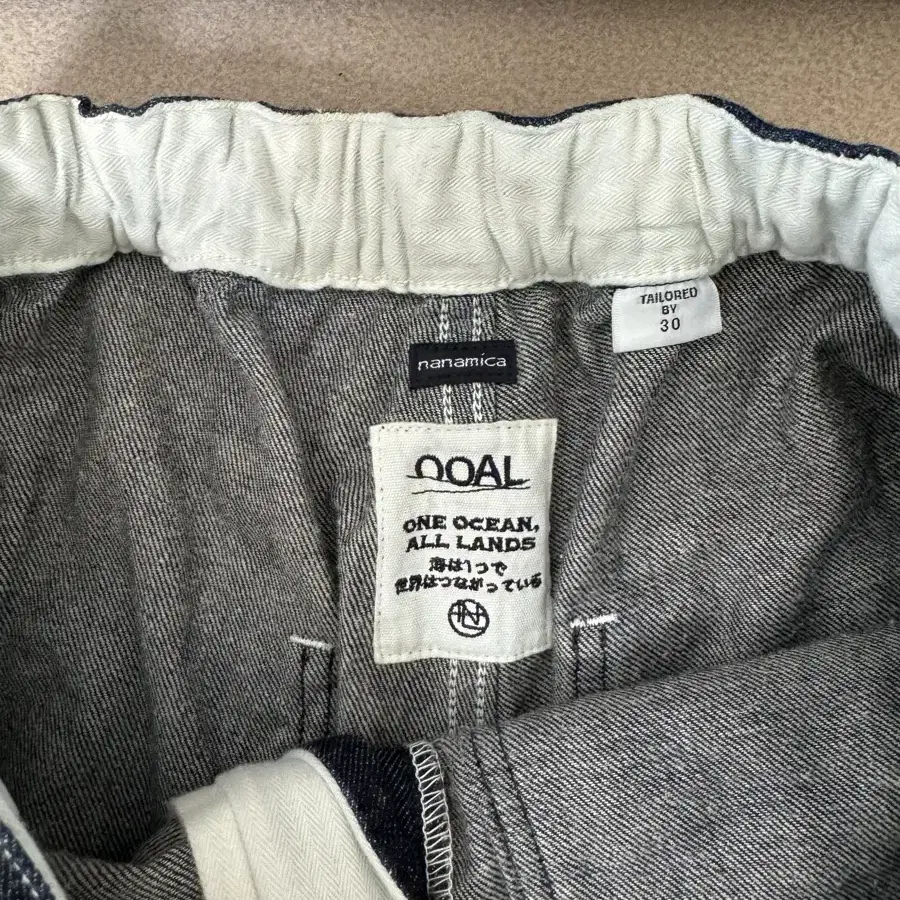 TAILORED
BY
30
nanamica
OOAL
ONE OCEAN,
ALL LANDS
海は1つで
世界はつながっている